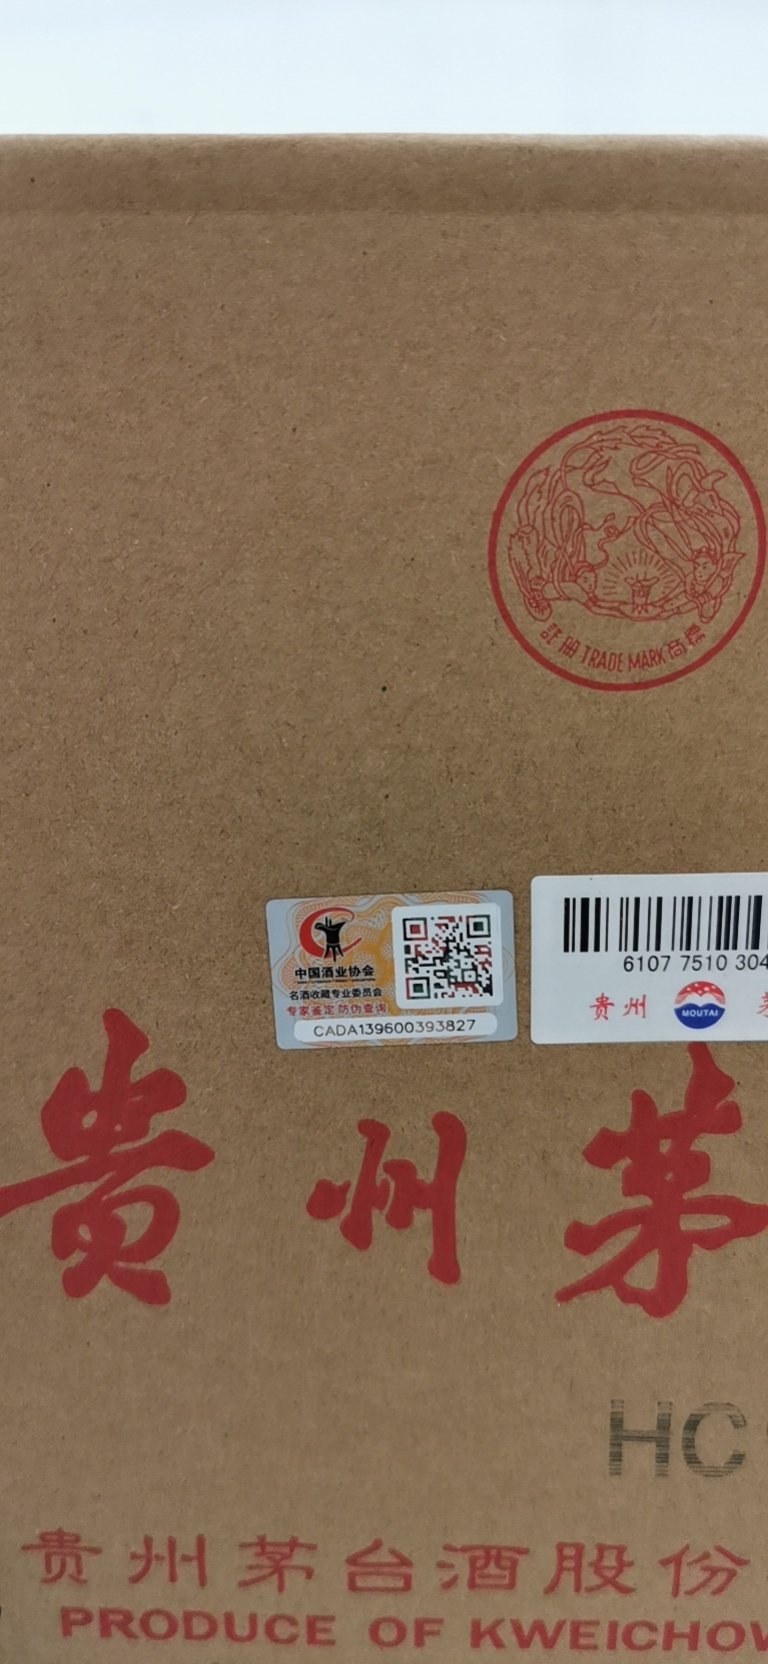 註册 TRADE MARK 商標
中国酒业协会
名酒收藏专业委员会
专家鉴定 防伪查询
CADA139600393827
6107 7510 304
贵州
MOUTAI
贵州茅
HC
贵州茅台酒股份
PRODUCE OF KWEICHOW